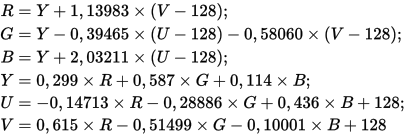 R = Y + 1,13983 × (V − 128);
G = Y − 0,39465 × (U − 128) − 0,58060 × (V − 128);
B = Y + 2,03211 × (U − 128);
Y = 0,299 × R + 0,587 × G + 0,114 × B;
U = −0,14713 × R − 0,28886 × G + 0,436 × B + 128;
V = 0,615 × R − 0,51499 × G − 0,10001 × B + 128